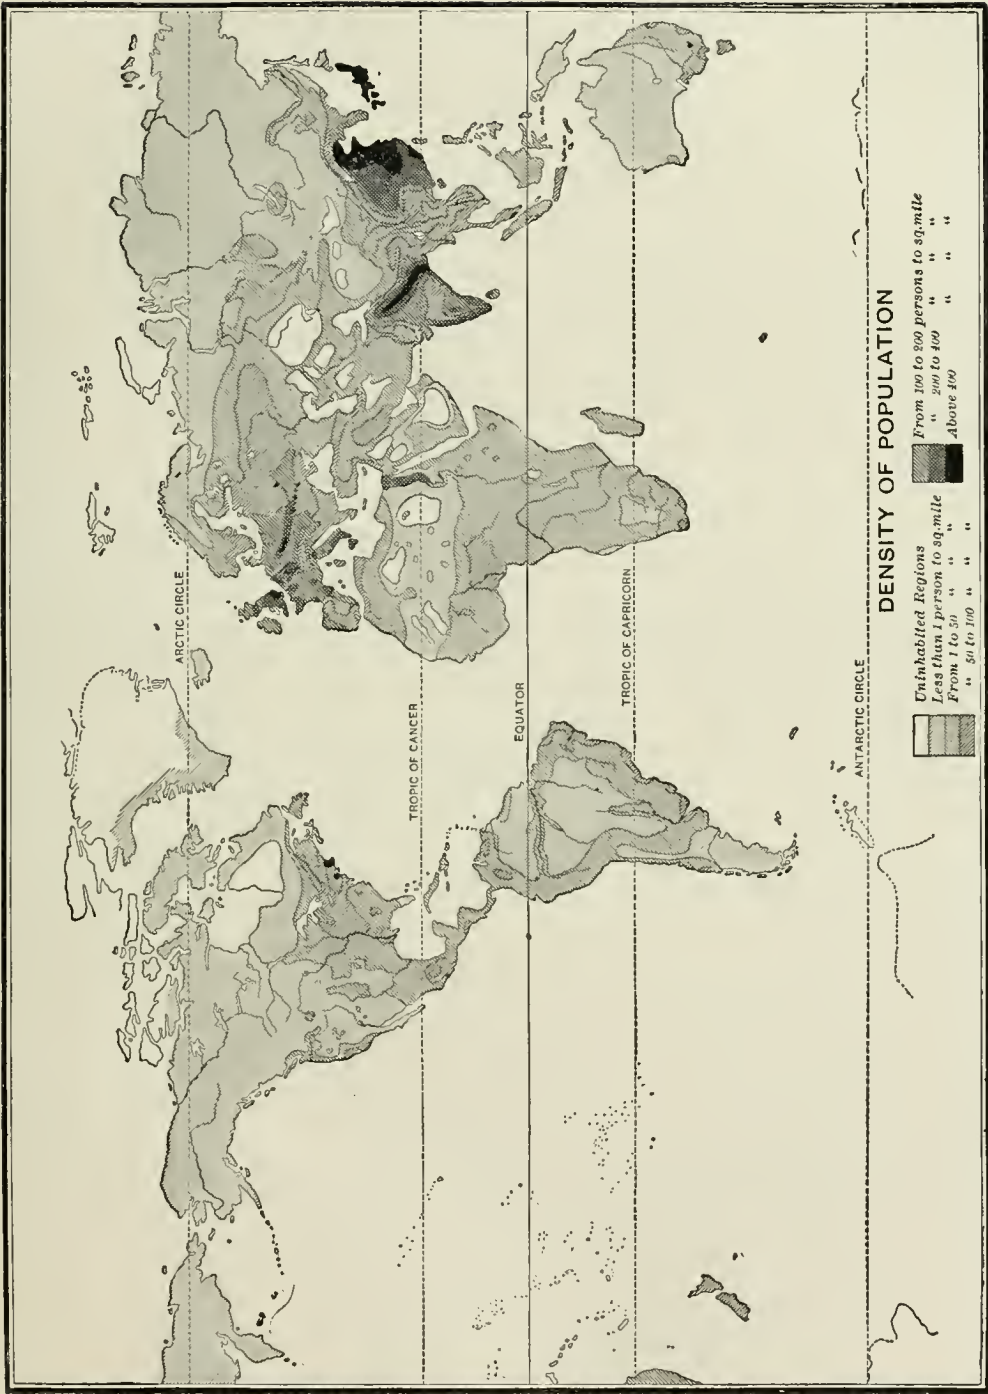 ARCTIC CIRCLE
TROPIC OF CANCER
EQUATOR
TROPIC OF CAPRICORN
ANTARCTIC CIRCLE
DENSITY OF POPULATION
Uninhabited Regions
Less than 1 person to sq.mile
From 1 to 50 " " "
" 50 to 100 " " "
From 100 to 200 persons to sq.mile
" 200 to 400 " " "
Above 400 " " "